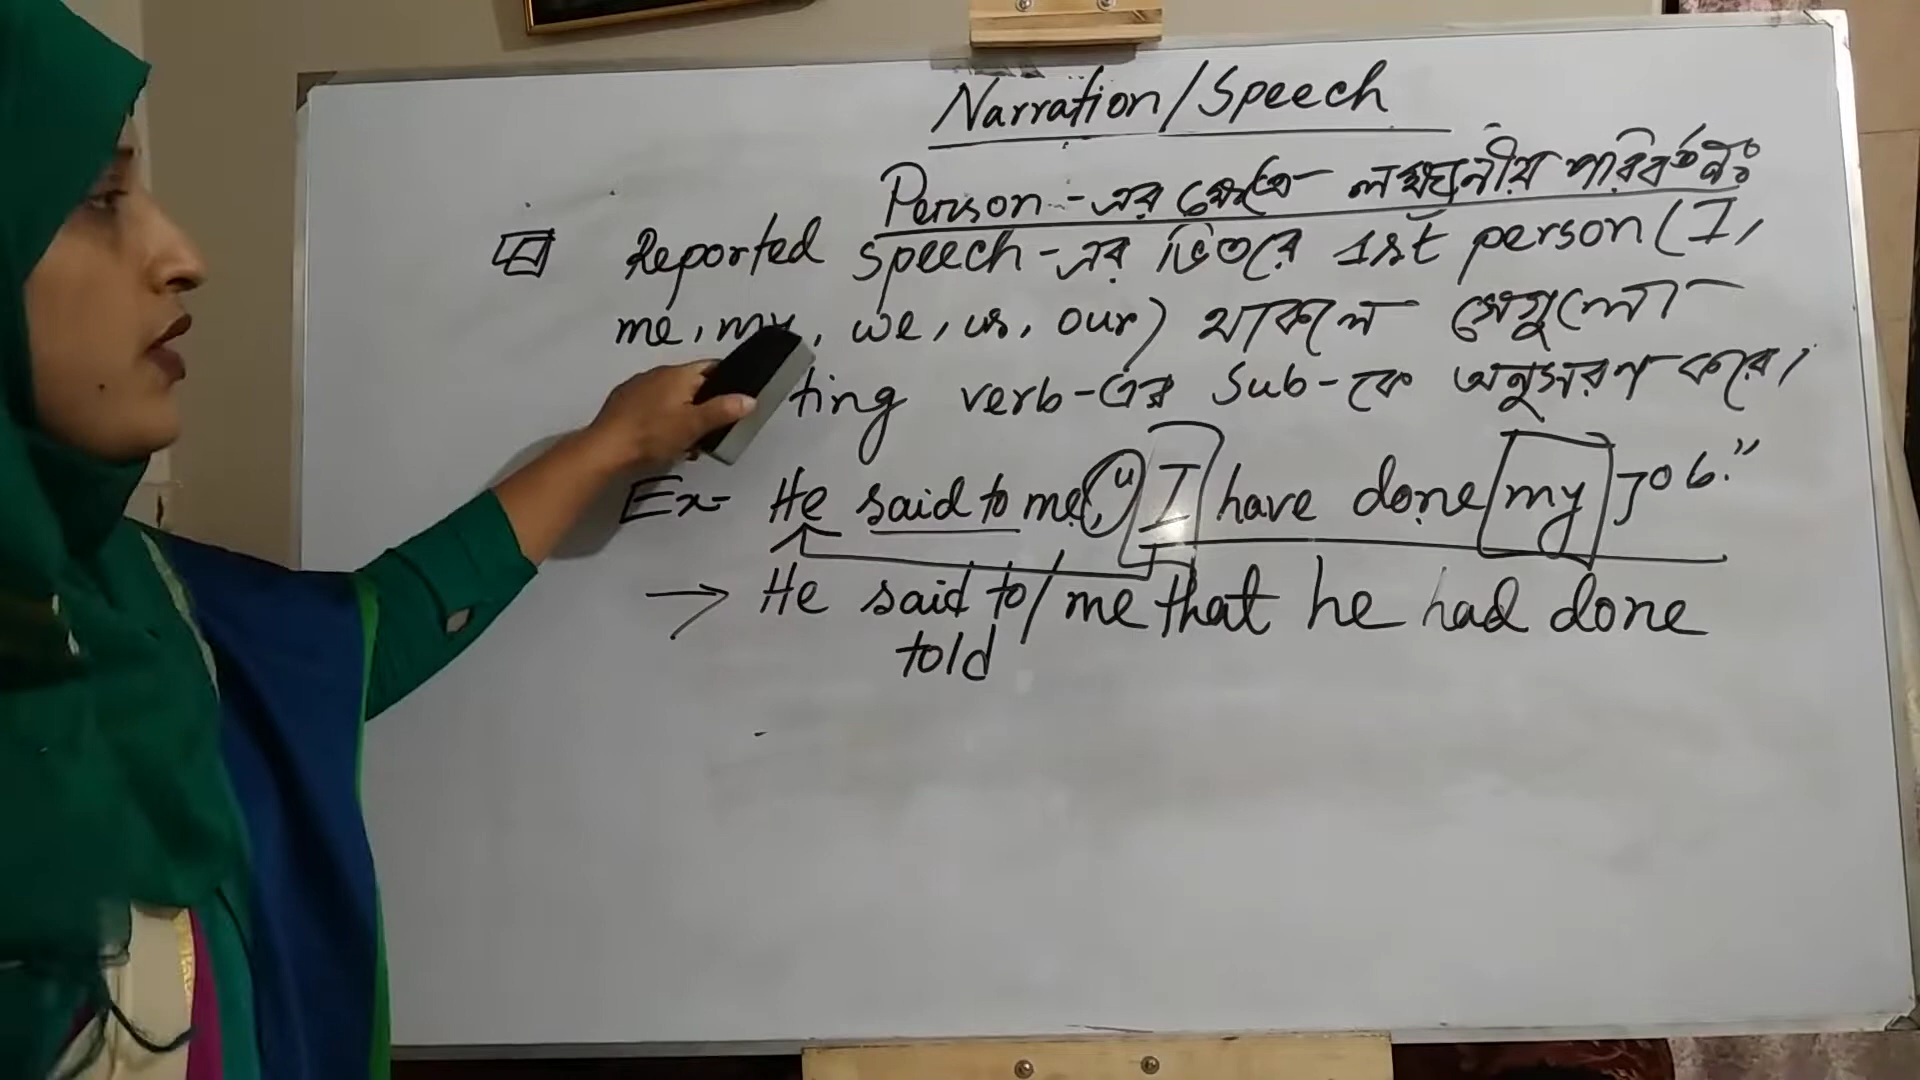 Narration/Speech
Person-এর ক্ষেত্রে লক্ষণীয় পরিবর্তনঃ
Reported speech-এর ভিতরে 1st person (I,
me, my, we, us, our) থাকলে সেগুলো
ting verb-এর Sub-কে অনুসরণ করে।
Ex- He said to me, "I have done my job."
→ He said to/ me that he had done
told